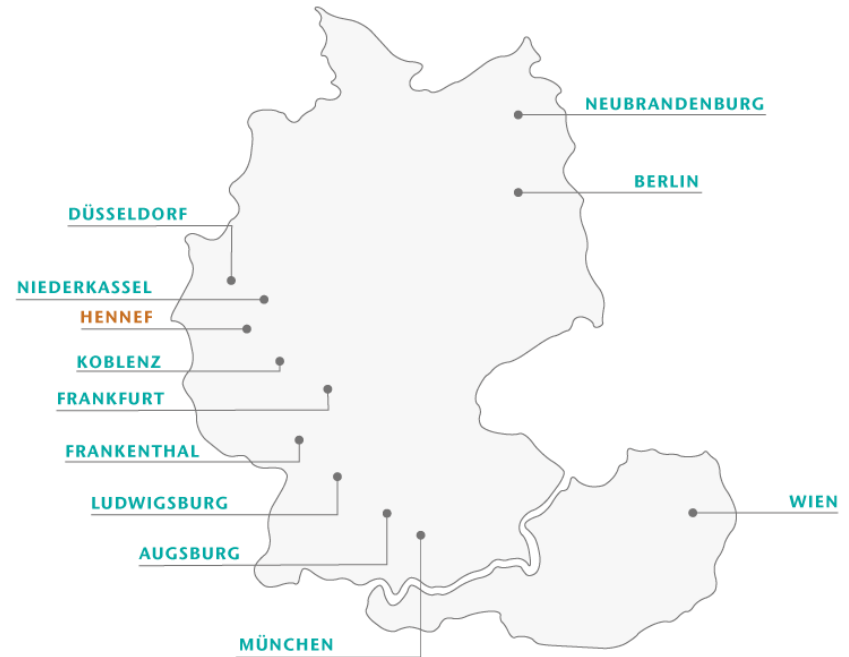 NEUBRANDENBURG
BERLIN
DÜSSELDORF
NIEDERKASSEL
HENNEF
KOBLENZ
FRANKFURT
FRANKENTHAL
LUDWIGSBURG
WIEN
AUGSBURG
MÜNCHEN